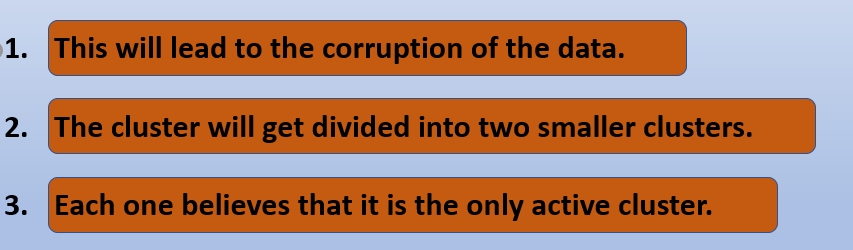 1. This will lead to the corruption of the data.
2. The cluster will get divided into two smaller clusters.
3. Each one believes that it is the only active cluster.